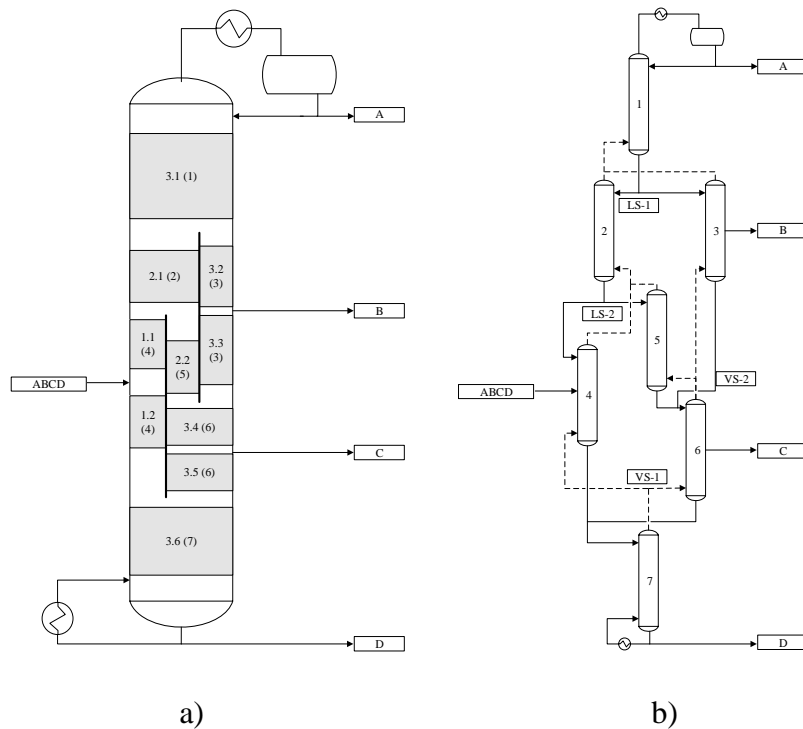 A
3.1 (1)
2.1 (2)
3.2
(3)
B
1.1
(4)
2.2
(5)
3.3
(3)
ABCD
1.2
(4)
3.4 (6)
C
3.5 (6)
3.6 (7)
D
a)
A
1
LS-1
2
3
B
LS-2
5
4
VS-2
ABCD
6
C
VS-1
7
D
b)